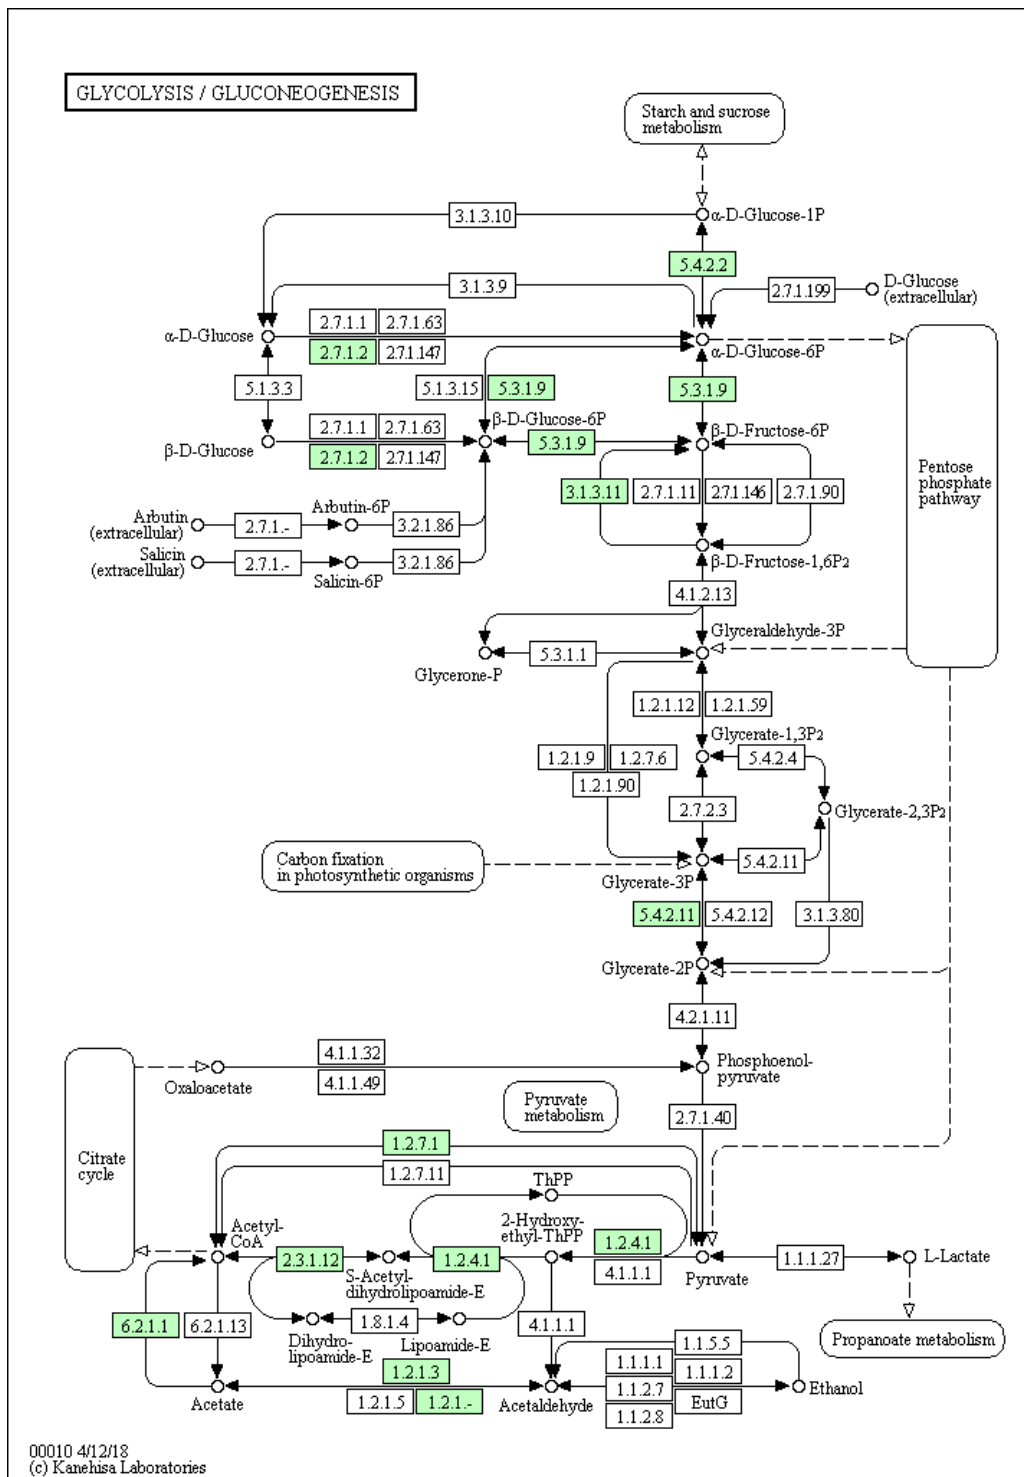 GLYCOLYSIS / GLUCONEOGENESIS
Starch and sucrose
metabolism
3.1.3.10
α-D-Glucose-1P
5.4.2.2
3.1.3.9
2.7.1.199
D-Glucose
(extracellular)
2.7.1.1
2.7.1.63
α-D-Glucose
2.7.1.2
2.7.1.147
α-D-Glucose-6P
5.1.3.3
5.1.3.15
5.3.1.9
5.3.1.9
β-D-Glucose-6P
2.7.1.1
2.7.1.63
β-D-Glucose
2.7.1.2
2.7.1.147
5.3.1.9
β-D-Fructose-6P
Pentose
phosphate
pathway
3.1.3.11
2.7.1.11
2.7.1.146
2.7.1.90
Arbutin
(extracellular)
2.7.1.-
Arbutin-6P
3.2.1.86
Salicin
(extracellular)
2.7.1.-
Salicin-6P
3.2.1.86
β-D-Fructose-1,6P2
4.1.2.13
Glyceraldehyde-3P
5.3.1.1
Glycerone-P
1.2.1.12
1.2.1.59
Glycerate-1,3P2
1.2.1.9
1.2.7.6
5.4.2.4
1.2.1.90
2.7.2.3
Glycerate-2,3P2
Carbon fixation
in photosynthetic organisms
5.4.2.11
Glycerate-3P
5.4.2.11
5.4.2.12
3.1.3.80
Glycerate-2P
4.2.1.11
4.1.1.32
Oxaloacetate
4.1.1.49
Phosphoenol-
pyruvate
Pyruvate
metabolism
2.7.1.40
Citrate
cycle
1.2.7.1
1.2.7.11
ThPP
Acetyl-
CoA
2-Hydroxy-
ethyl-ThPP
1.2.4.1
2.3.1.12
S-Acetyl-
dihydrolipoamide-E
1.2.4.1
4.1.1.1
Pyruvate
1.1.1.27
L-Lactate
6.2.1.1
6.2.1.13
Dihydro-
lipoamide-E
1.8.1.4
Lipoamide-E
4.1.1.1
Propanoate metabolism
1.2.1.3
1.1.5.5
1.1.1.1
1.1.1.2
Acetate
1.2.1.5
1.2.1.-
Acetaldehyde
1.1.2.7
EutG
1.1.2.8
Ethanol
00010 4/12/18
(c) Kanehisa Laboratories